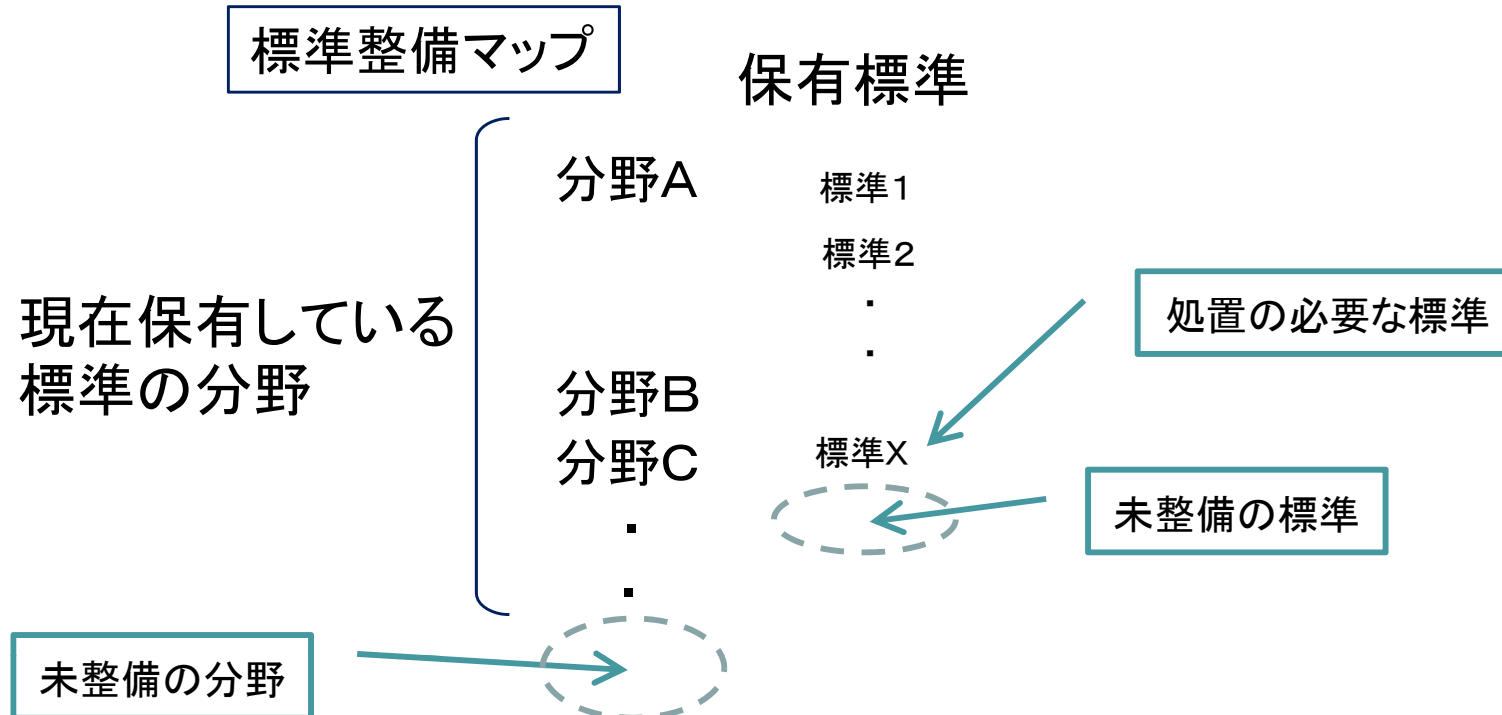 標準整備マップ
保有標準
分野A 標準1
標準2
・
・
処置の必要な標準
現在保有している
標準の分野
分野B
分野C 標準X
未整備の標準
・
・
未整備の分野